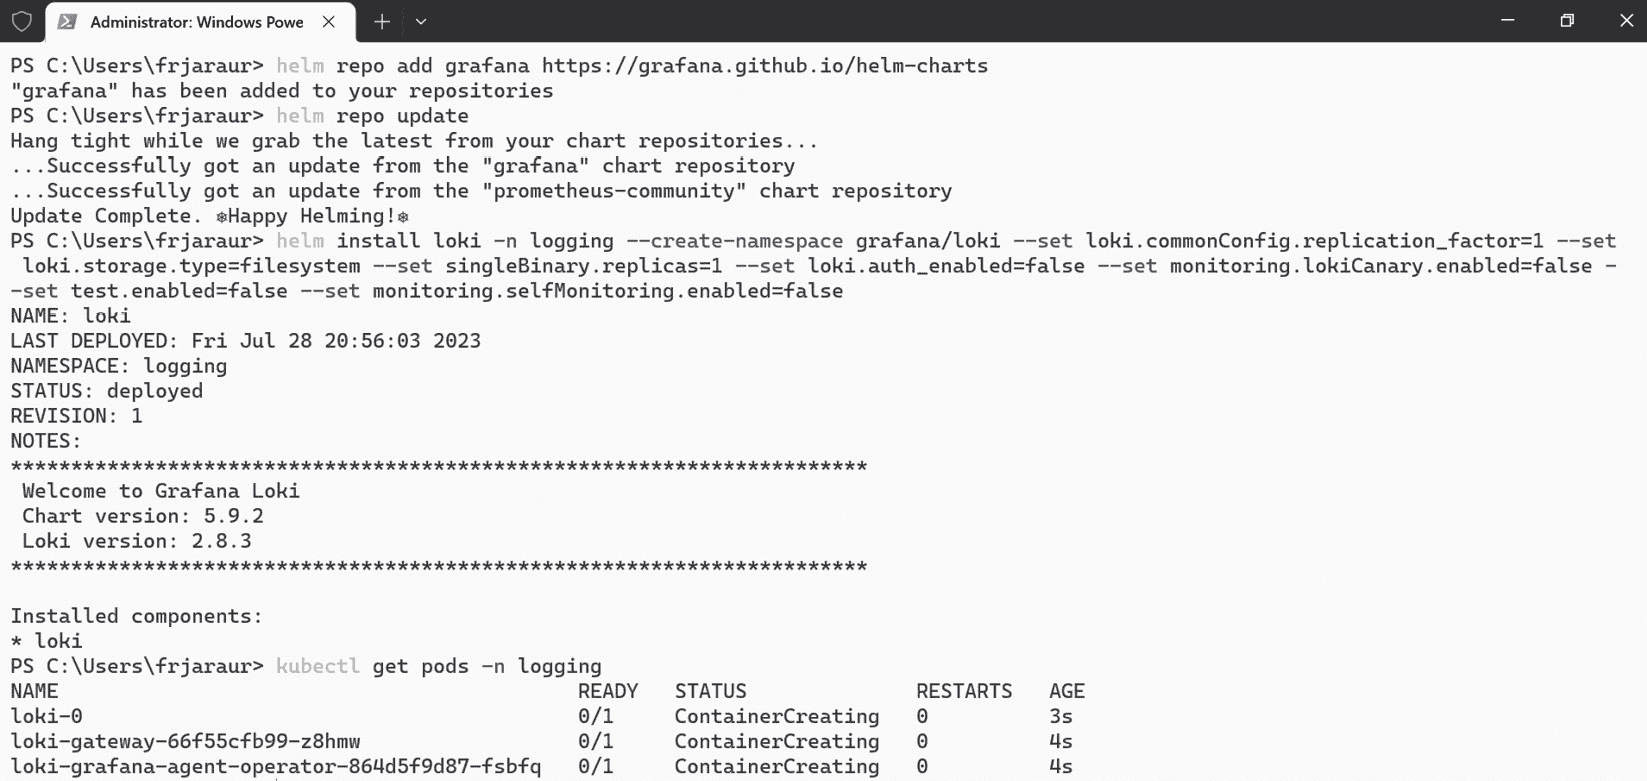 Administrator: Windows Powe
PS C:\Users\frjaraur> helm repo add grafana https://grafana.github.io/helm-charts
"grafana" has been added to your repositories
PS C:\Users\frjaraur> helm repo update
Hang tight while we grab the latest from your chart repositories...
...Successfully got an update from the "grafana" chart repository
...Successfully got an update from the "prometheus-community" chart repository
Update Complete. ⎈Happy Helming!⎈
PS C:\Users\frjaraur> helm install loki -n logging --create-namespace grafana/loki --set loki.commonConfig.replication_factor=1 --set
 loki.storage.type=filesystem --set singleBinary.replicas=1 --set loki.auth_enabled=false --set monitoring.lokiCanary.enabled=false -
-set test.enabled=false --set monitoring.selfMonitoring.enabled=false
NAME: loki
LAST DEPLOYED: Fri Jul 28 20:56:03 2023
NAMESPACE: logging
STATUS: deployed
REVISION: 1
NOTES:
***********************************************************************
 Welcome to Grafana Loki
 Chart version: 5.9.2
 Loki version: 2.8.3
***********************************************************************
Installed components:
* loki
PS C:\Users\frjaraur> kubectl get pods -n logging
NAME READY STATUS RESTARTS AGE
loki-0 0/1 ContainerCreating 0 3s
loki-gateway-66f55cfb99-z8hmw 0/1 ContainerCreating 0 4s
loki-grafana-agent-operator-864d5f9d87-fsbfq 0/1 ContainerCreating 0 4s